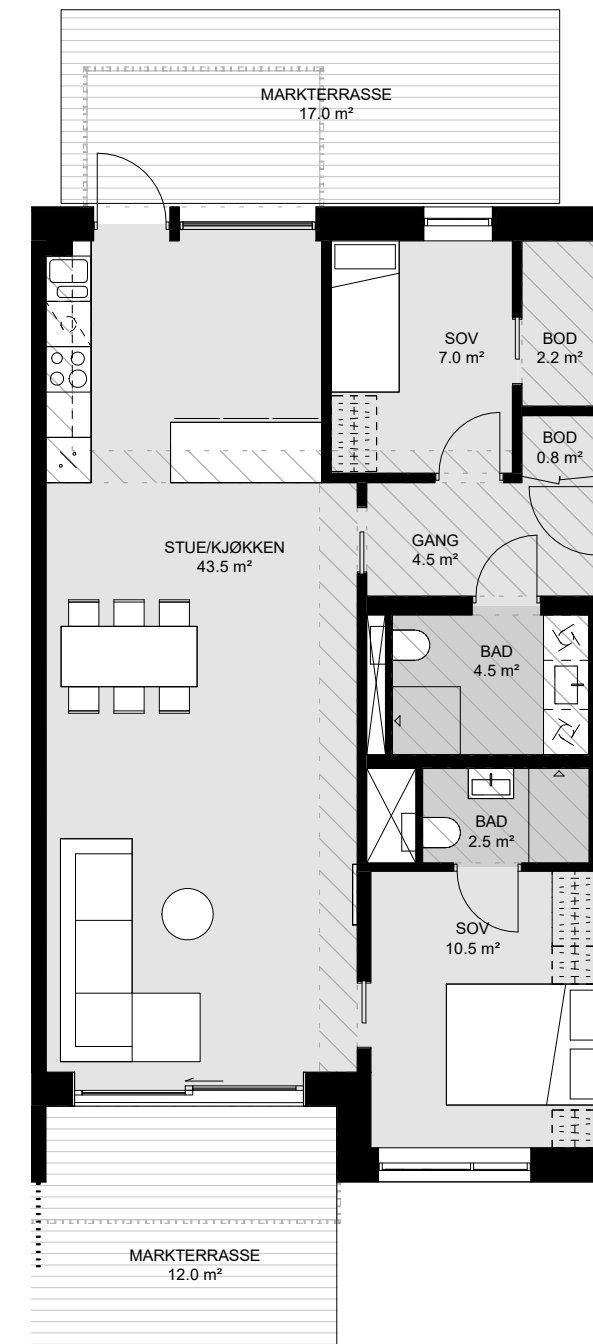 MARKTERRASSE
17.0 m²
SOV
7.0 m²
BOD
2.2 m²
BOD
0.8 m²
STUE/KJØKKEN
43.5 m²
GANG
4.5 m²
BAD
4.5 m²
BAD
2.5 m²
SOV
10.5 m²
MARKTERRASSE
12.0 m²